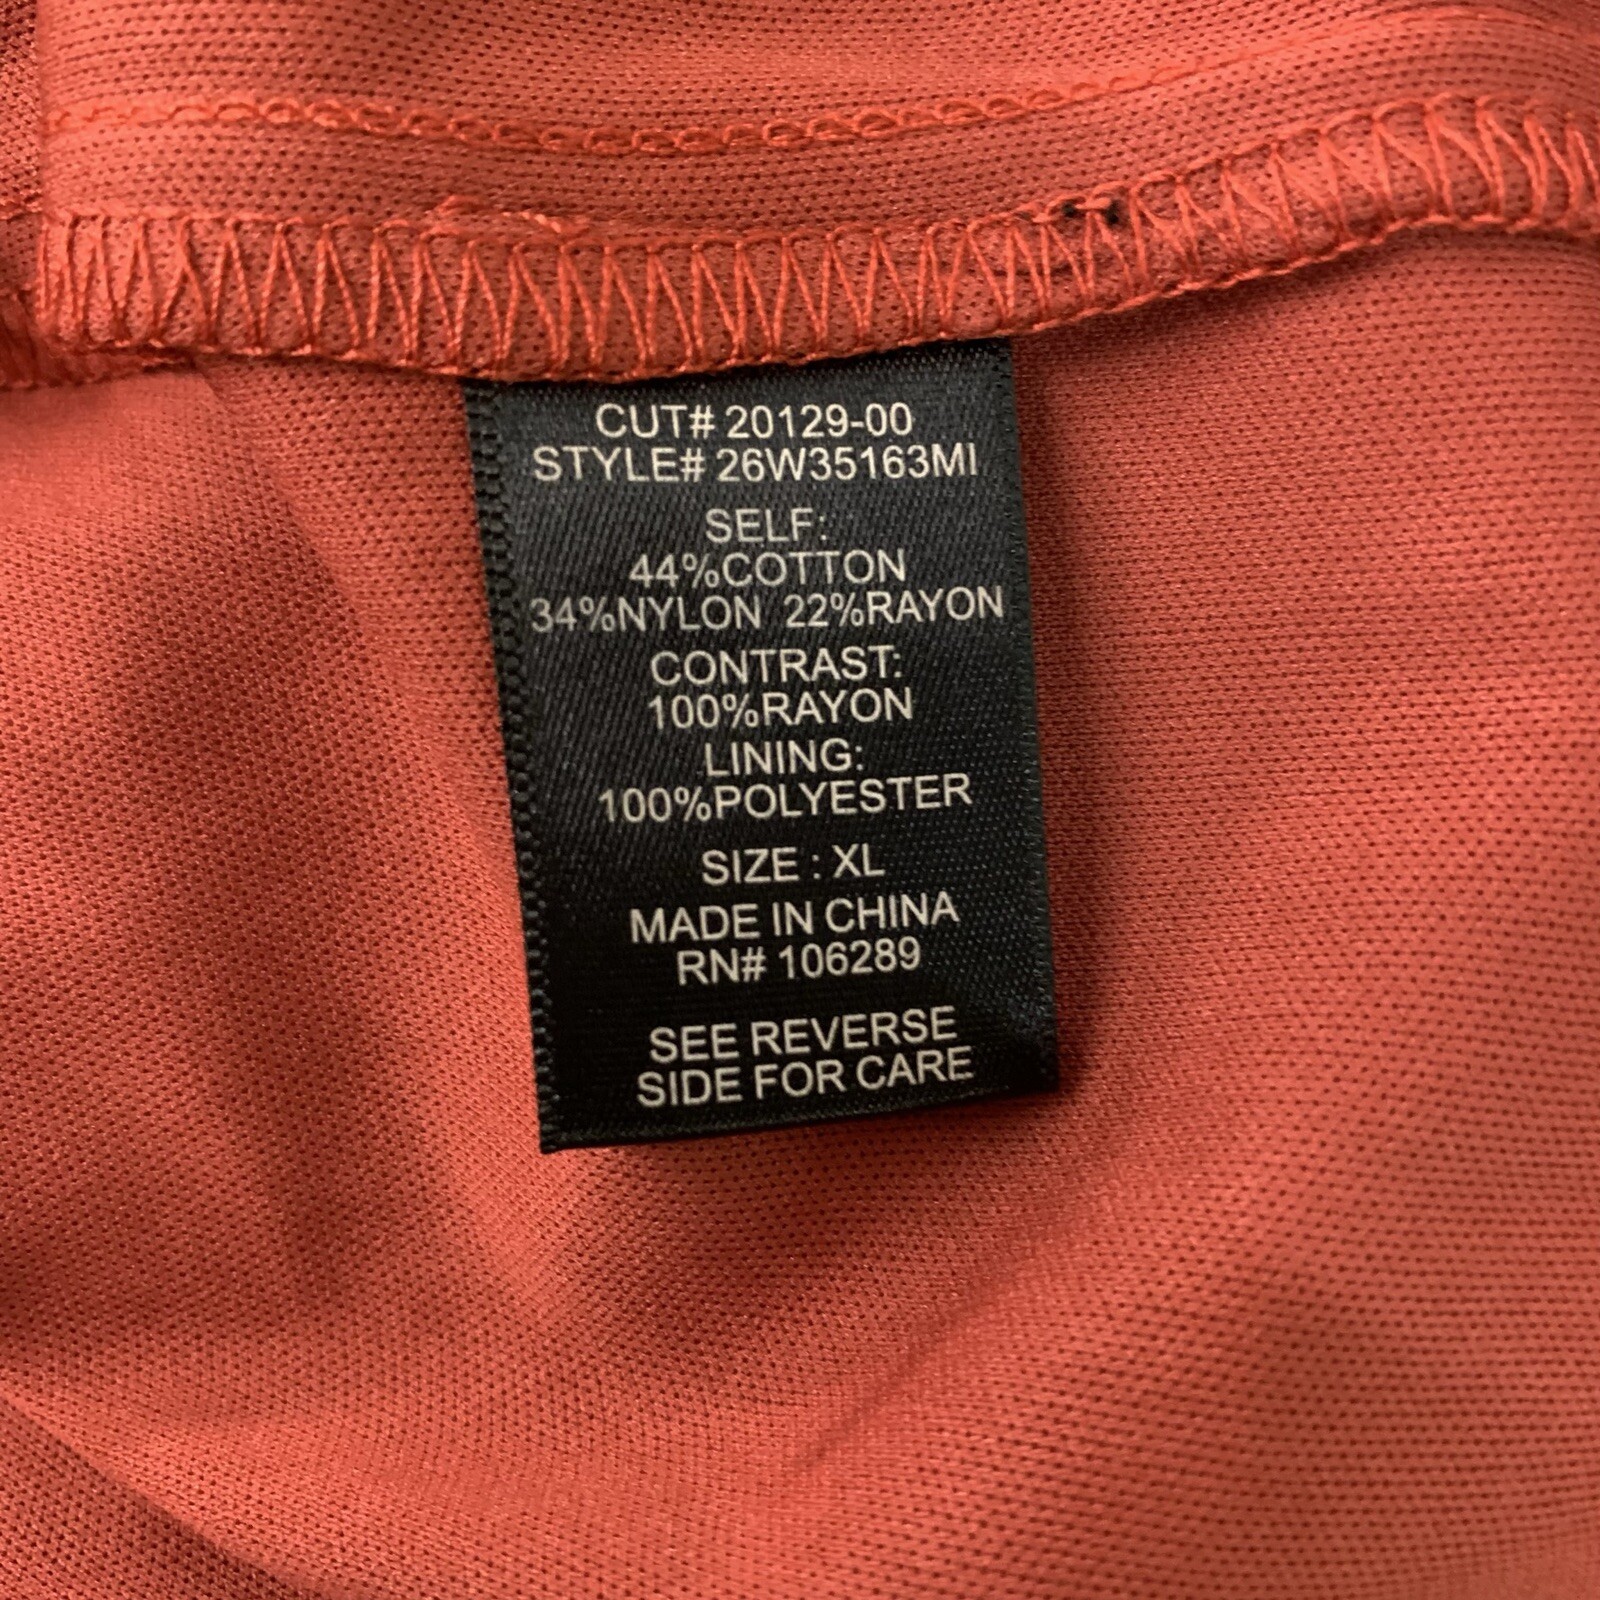 CUT# 20129-00
STYLE# 26W35163MI
SELF:
44%COTTON
34%NYLON 22%RAYON
CONTRAST:
100%RAYON
LINING:
100%POLYESTER
SIZE : XL
MADE IN CHINA
RN# 106289
SEE REVERSE
SIDE FOR CARE